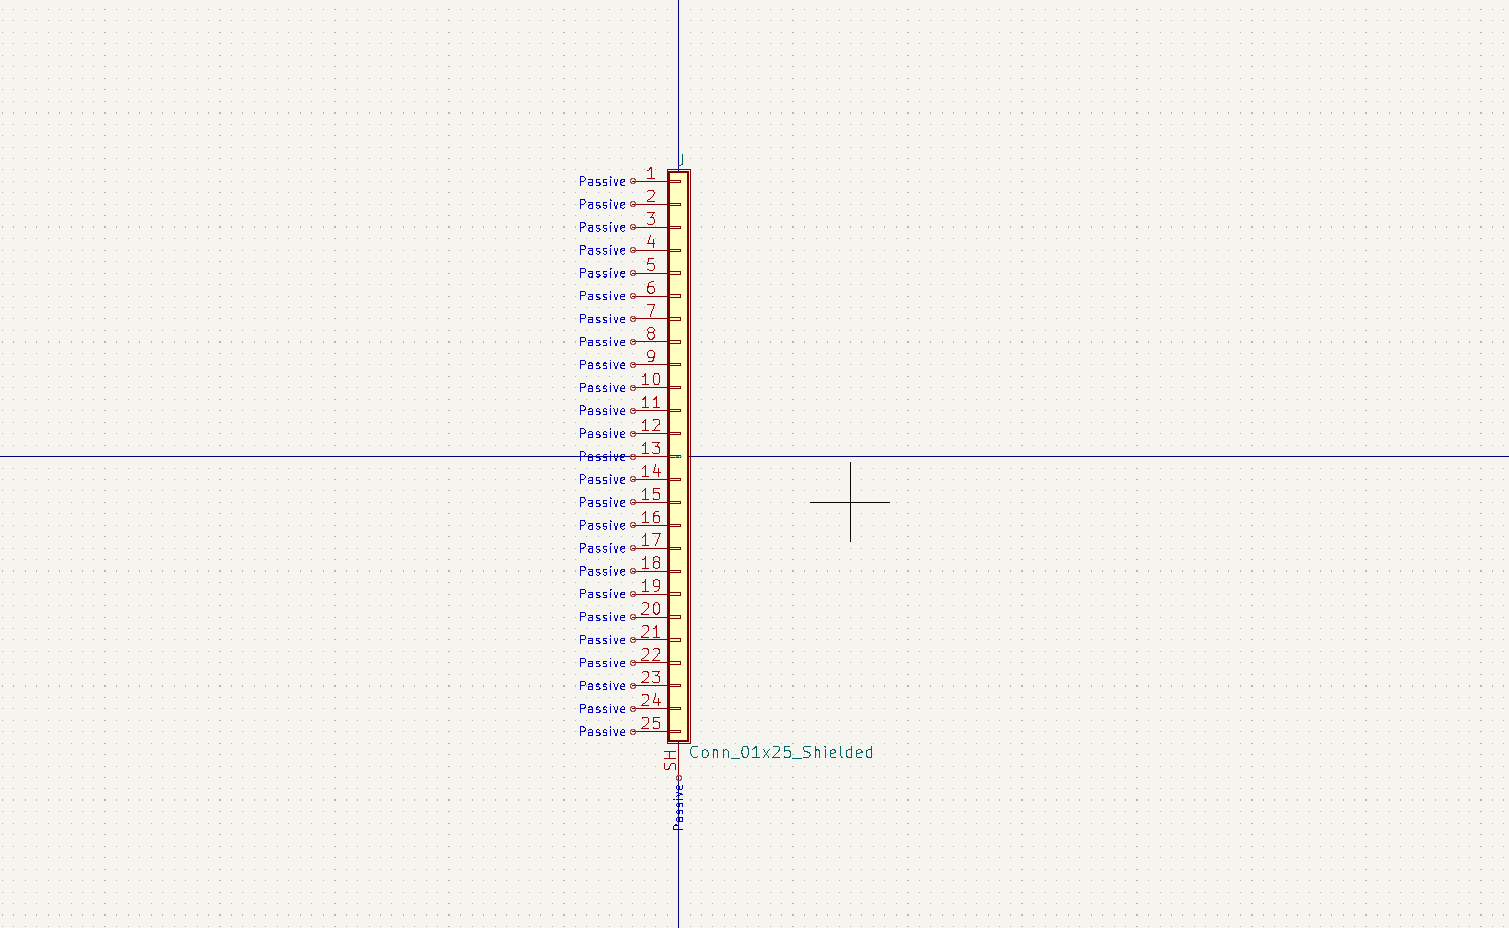 J
Passive 1
Passive 2
Passive 3
Passive 4
Passive 5
Passive 6
Passive 7
Passive 8
Passive 9
Passive 10
Passive 11
Passive 12
Passive 13
Passive 14
Passive 15
Passive 16
Passive 17
Passive 18
Passive 19
Passive 20
Passive 21
Passive 22
Passive 23
Passive 24
Passive 25
SH Conn_01x25_Shielded
Passive